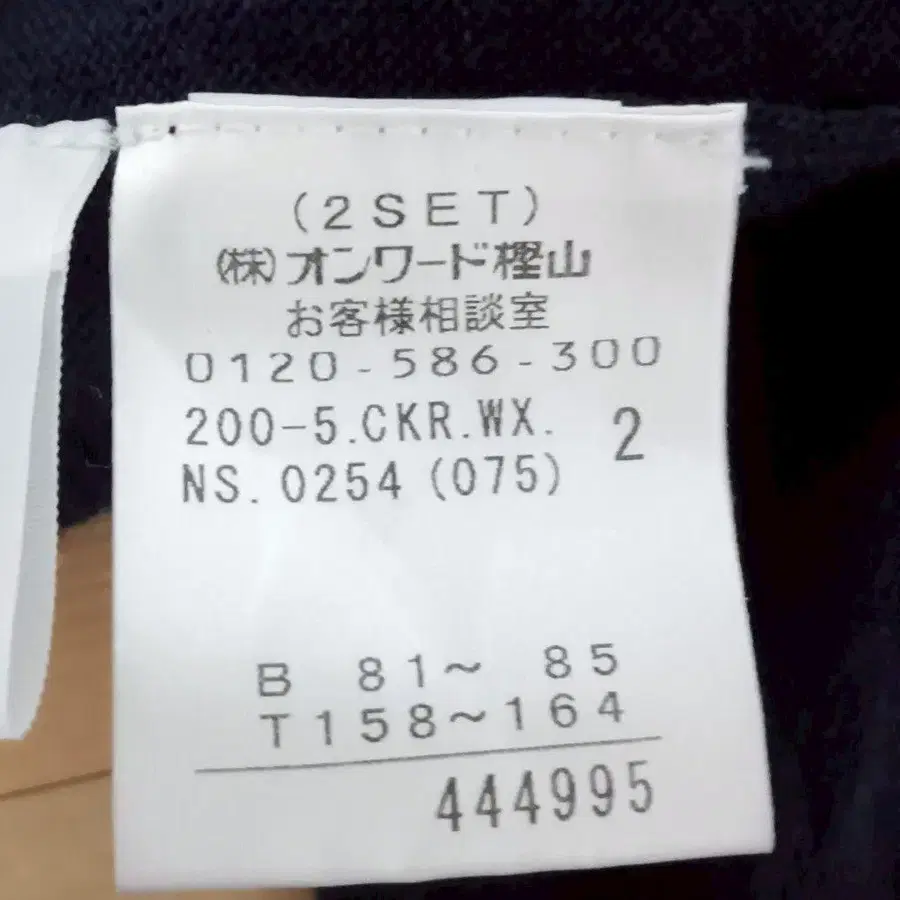 (2SET)
(株)オンワード樫山
お客様相談室
0120-586-300
200-5.CKR.WX. 2
NS.0254(075)
B 81~ 85
T158~164
444995